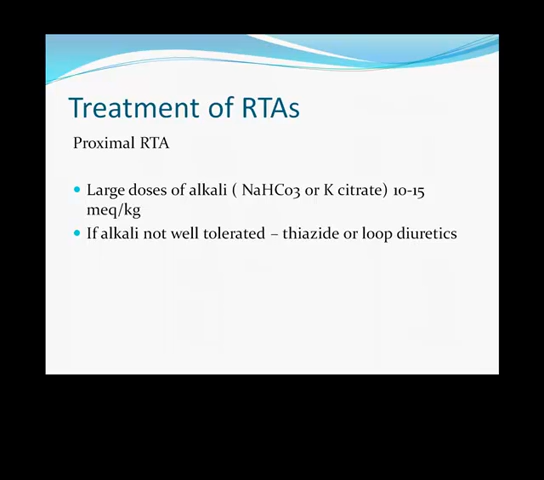 Treatment of RTAs
Proximal RTA
• Large doses of alkali ( NaHCo3 or K citrate) 10-15
meq/kg
• If alkali not well tolerated – thiazide or loop diuretics